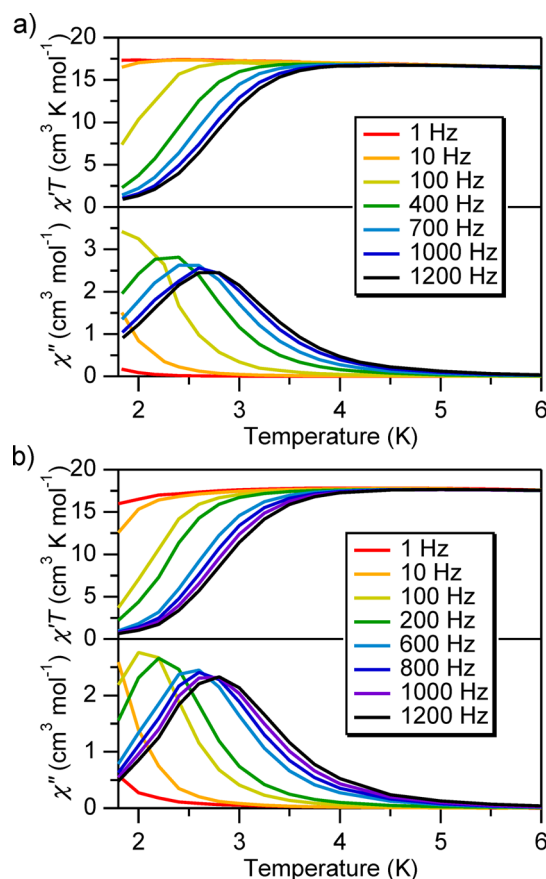 a)
20
15
10
5
0
χ'T (cm³ K mol⁻¹)
1 Hz
10 Hz
100 Hz
400 Hz
700 Hz
1000 Hz
1200 Hz
3
2
1
0
χ" (cm³ mol⁻¹)
2 3 4 5 6
Temperature (K)
b)
20
15
10
5
0
χ'T (cm³ K mol⁻¹)
1 Hz
10 Hz
100 Hz
200 Hz
600 Hz
800 Hz
1000 Hz
1200 Hz
2
1
0
χ" (cm³ mol⁻¹)
2 3 4 5 6
Temperature (K)